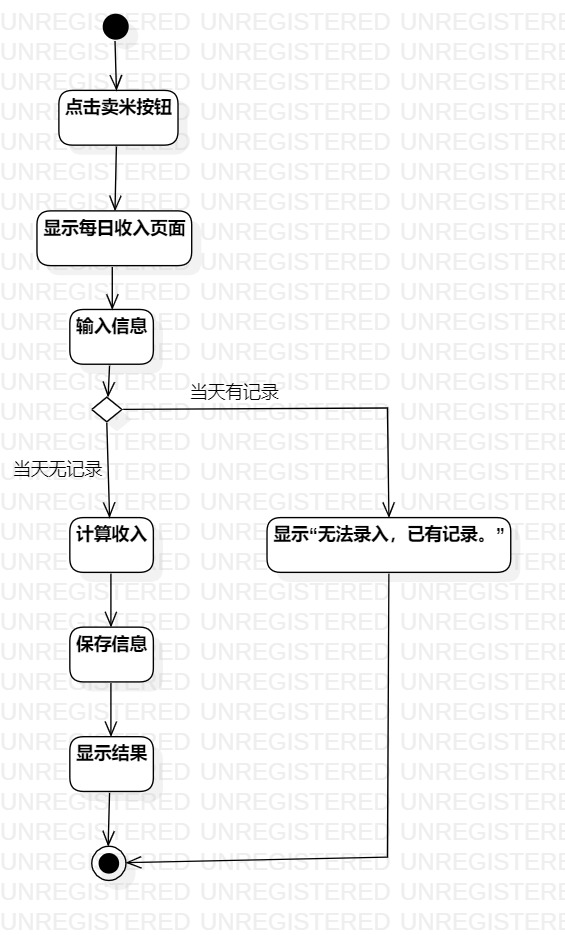 点击卖米按钮
显示每日收入页面
输入信息
当天有记录
当天无记录
计算收入
显示“无法录入，已有记录。”
保存信息
显示结果
UNREGISTERED